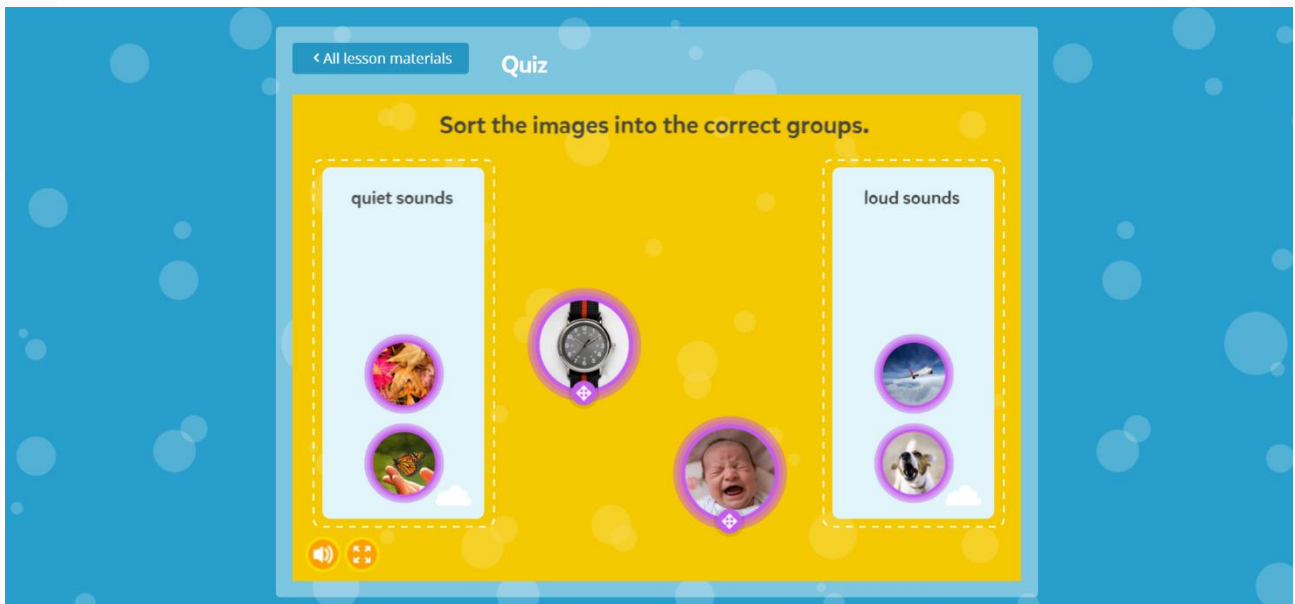 < All lesson materials
Quiz
Sort the images into the correct groups.
quiet sounds
loud sounds